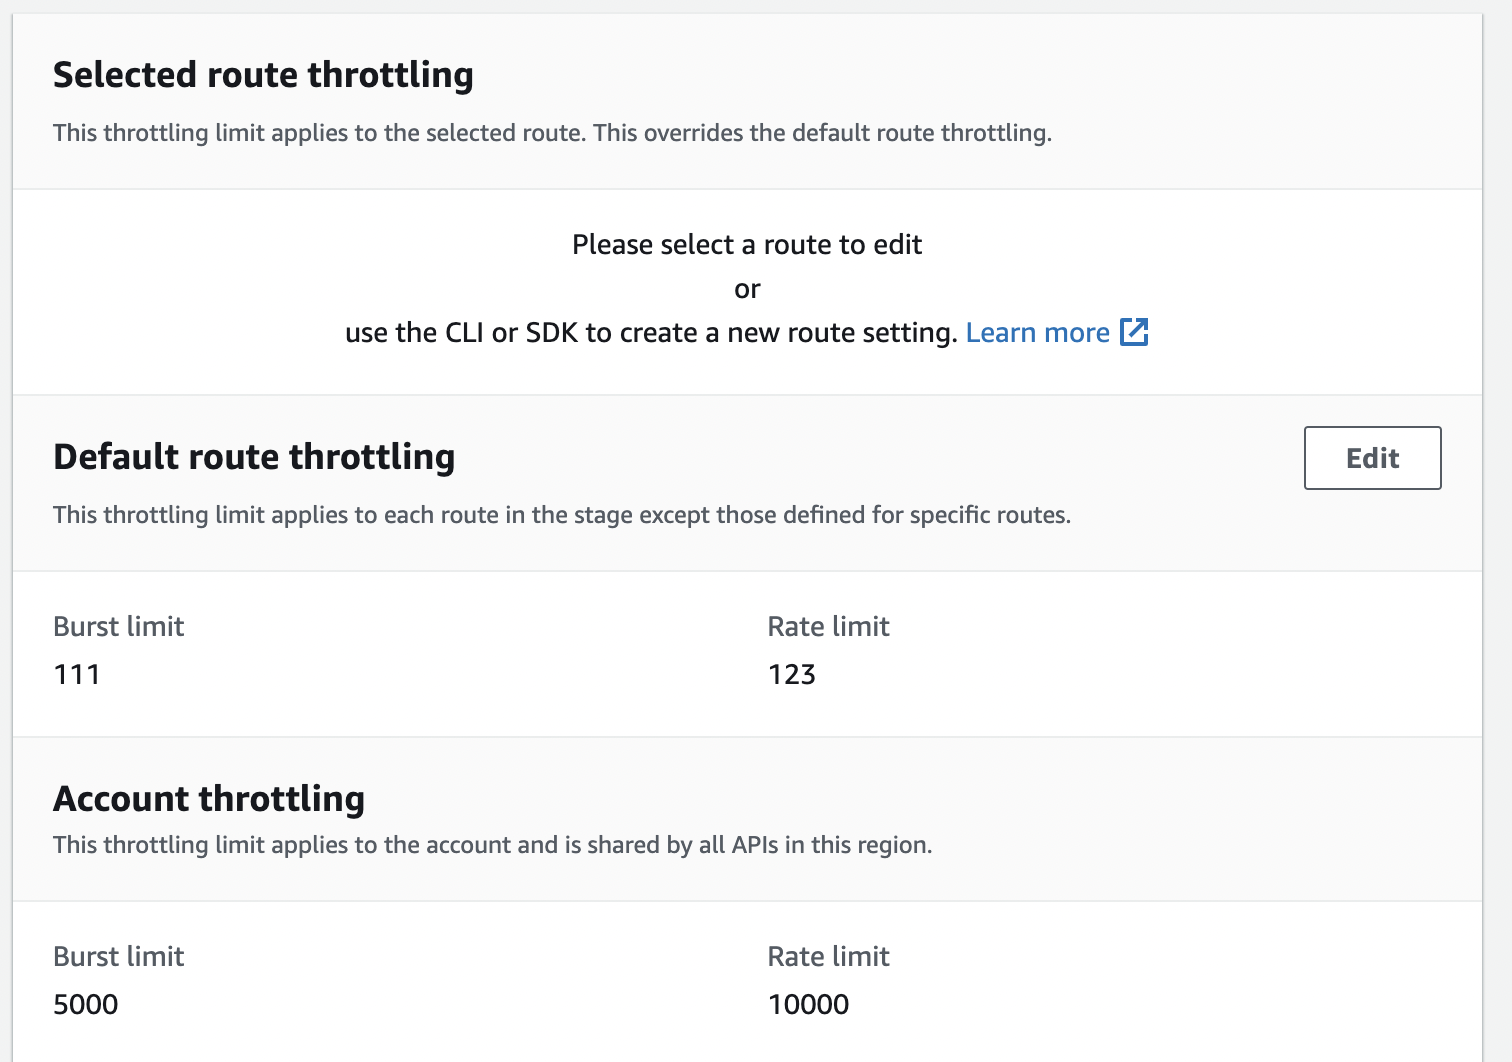 Selected route throttling
This throttling limit applies to the selected route. This overrides the default route throttling.
Please select a route to edit
or
use the CLI or SDK to create a new route setting. Learn more
Default route throttling
Edit
This throttling limit applies to each route in the stage except those defined for specific routes.
Burst limit
Rate limit
111
123
Account throttling
This throttling limit applies to the account and is shared by all APIs in this region.
Burst limit
Rate limit
5000
10000